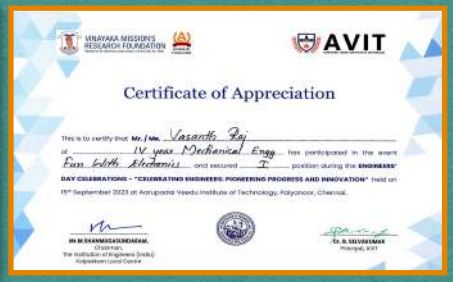 VINAYAKA MISSION'S
RESEARCH FOUNDATION
AVIT
Certificate of Appreciation
This is to certify that Mr./Ms. Vasanth Raj
of IV year Mechanical Engg has participated in the event
Fun With Electronics and secured I position during the ENGINEERS'
DAY CELEBRATIONS - "CELEBRATING ENGINEERS: PIONEERING PROGRESS AND INNOVATION" held on
15th September 2023 at Aarupadai Veedu Institute of Technology, Paiyanoor, Chennai.
Mr.M.SHANMUGASUNDARAM,
Chairman,
The Institution of Engineers (India)
Kalpakkam Local Centre
Dr. G. SELVAKUMAR
Principal, AVIT